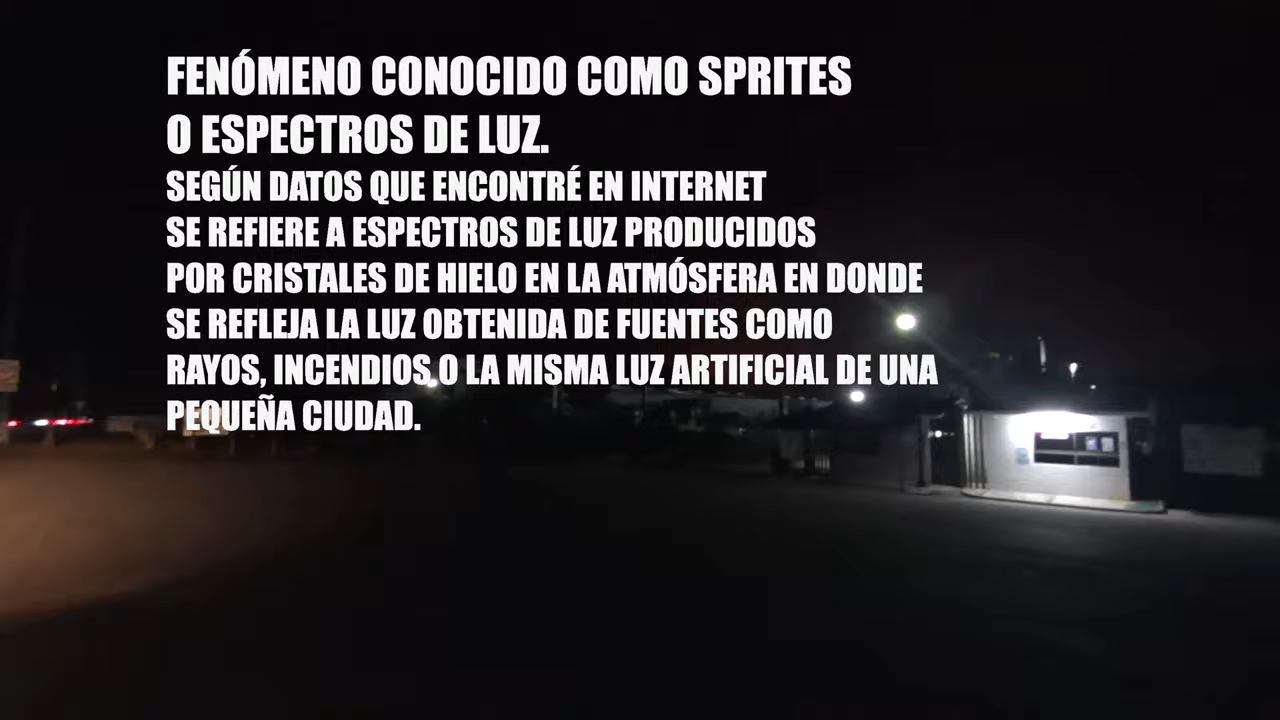 FENÓMENO CONOCIDO COMO SPRITES
O ESPECTROS DE LUZ.
SEGÚN DATOS QUE ENCONTRÉ EN INTERNET
SE REFIERE A ESPECTROS DE LUZ PRODUCIDOS
POR CRISTALES DE HIELO EN LA ATMÓSFERA EN DONDE
SE REFLEJA LA LUZ OBTENIDA DE FUENTES COMO
RAYOS, INCENDIOS O LA MISMA LUZ ARTIFICIAL DE UNA
PEQUEÑA CIUDAD.